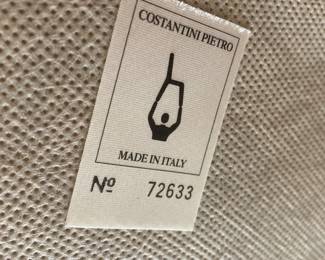 COSTANTINI PIETRO
MADE IN ITALY
Nº 72633